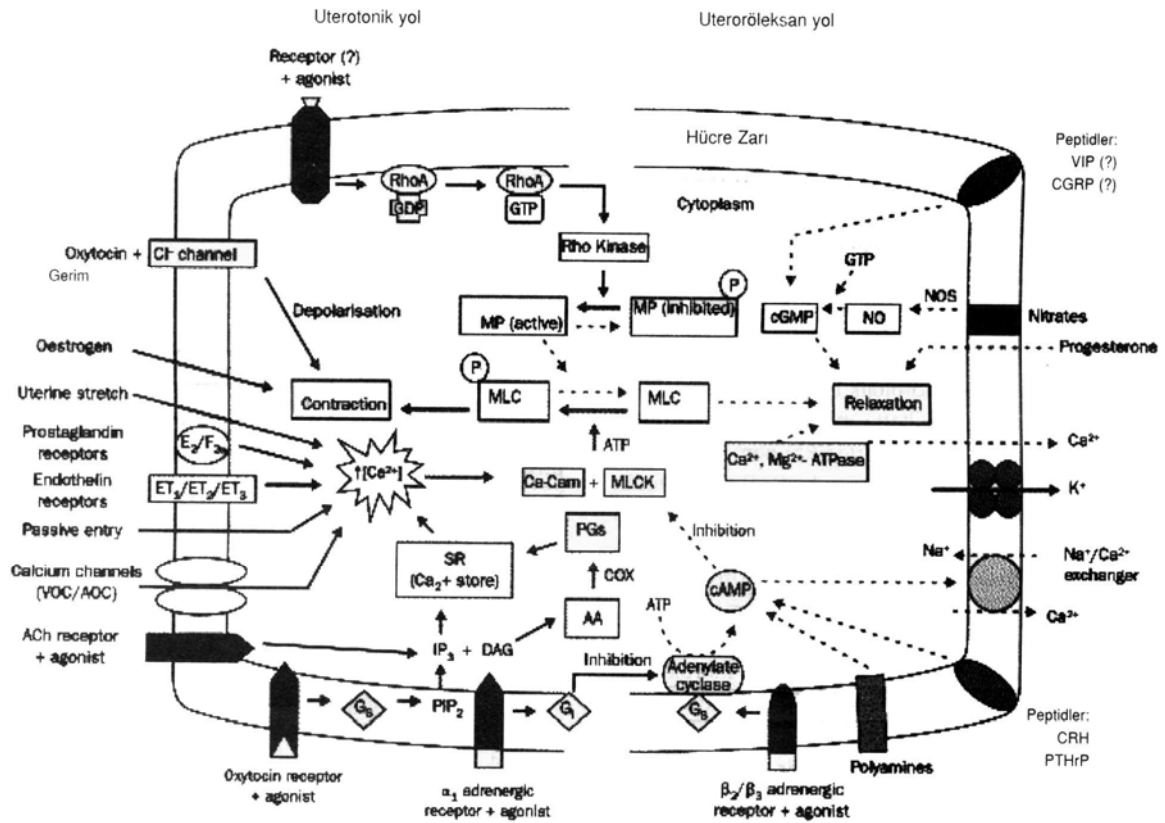 Uterotonik yol
Uteroröleksan yol
Receptor (?)
+ agonist
Hücre Zarı
Peptidler:
VIP (?)
CGRP (?)
RhoA
GDP
RhoA
GTP
Cytoplasm
Rho Kinase
Oxytocin +
Cl⁻ channel
Gerim
Depolarisation
MP (active)
MP (inhibited)
P
GTP
cGMP
NO
NOS
Nitrates
Progesterone
Oestrogen
Uterine stretch
Contraction
P
MLC
MLC
Relaxation
Prostaglandin
receptors
E₂/F₂α
↑[Ca²⁺]
ATP
Ca²⁺, Mg²⁺- ATPase
Ca²⁺
Endothelin
receptors
ET₁/ET₂/ET₃
Ca-Cam + MLCK
K⁺
Passive entry
PGs
Inhibition
Calcium channels
(VOC/AOC)
SR
(Ca₂+ store)
COX
cAMP
Na⁺
Na⁺/Ca²⁺
exchanger
AA
ATP
Ca²⁺
ACh receptor
+ agonist
IP₃ + DAG
Inhibition
Adenylate
cyclase
Gs
PIP₂
Gi
Gs
Peptidler:
CRH
PTHrP
Oxytocin receptor
+ agonist
α₁ adrenergic
receptor + agonist
β₂/β₃ adrenergic
receptor + agonist
Polyamines